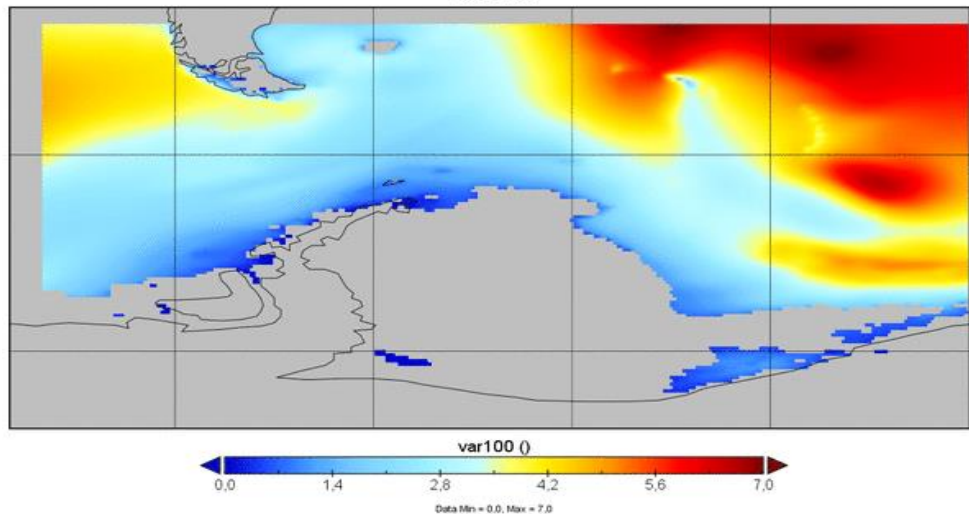 var100 ()
0,0 1,4 2,8 4,2 5,6 7,0
Data Min = 0,0, Max = 7,0